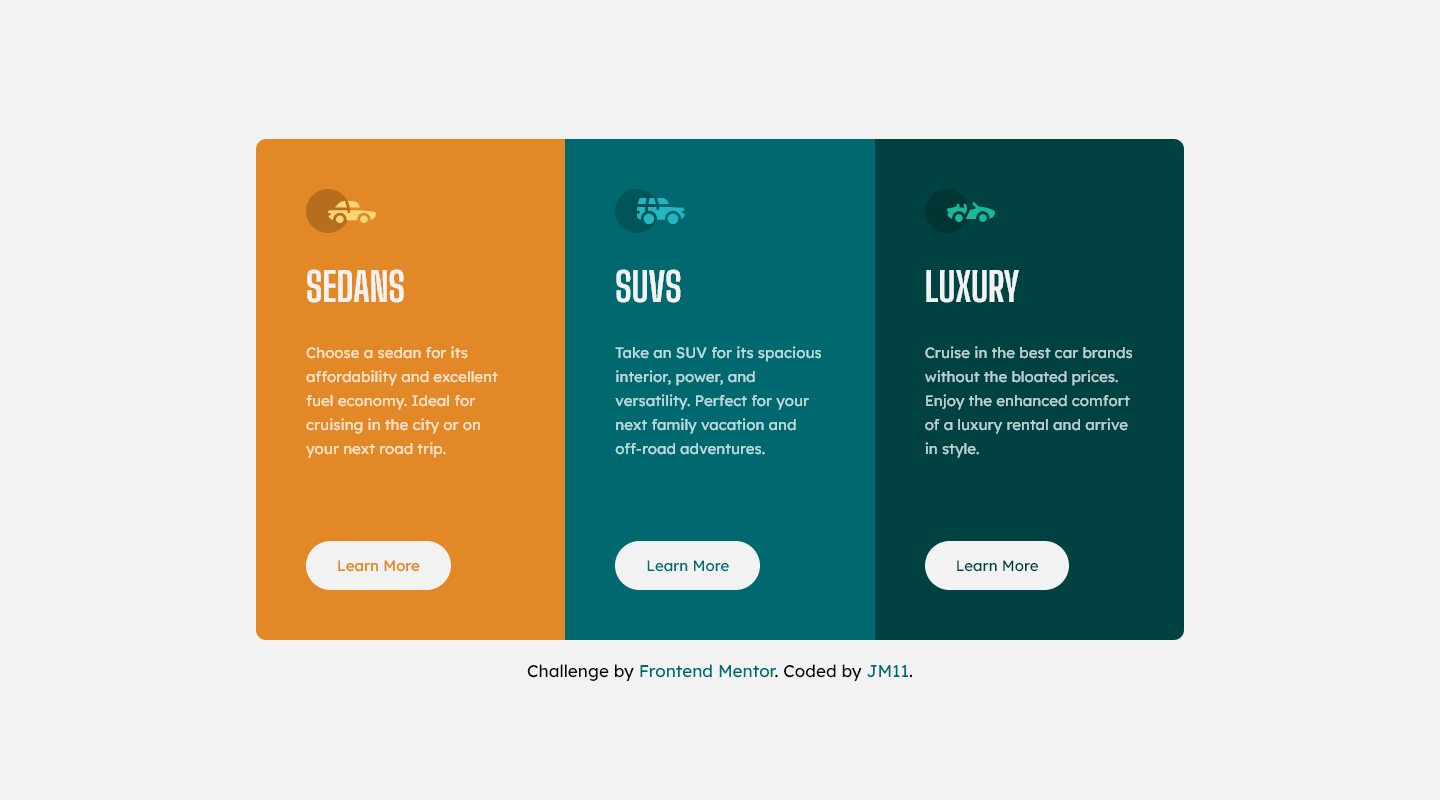 SEDANS
Choose a sedan for its
affordability and excellent
fuel economy. Ideal for
cruising in the city or on
your next road trip.
Learn More
SUVS
Take an SUV for its spacious
interior, power, and
versatility. Perfect for your
next family vacation and
off-road adventures.
Learn More
LUXURY
Cruise in the best car brands
without the bloated prices.
Enjoy the enhanced comfort
of a luxury rental and arrive
in style.
Learn More
Challenge by Frontend Mentor. Coded by JM11.